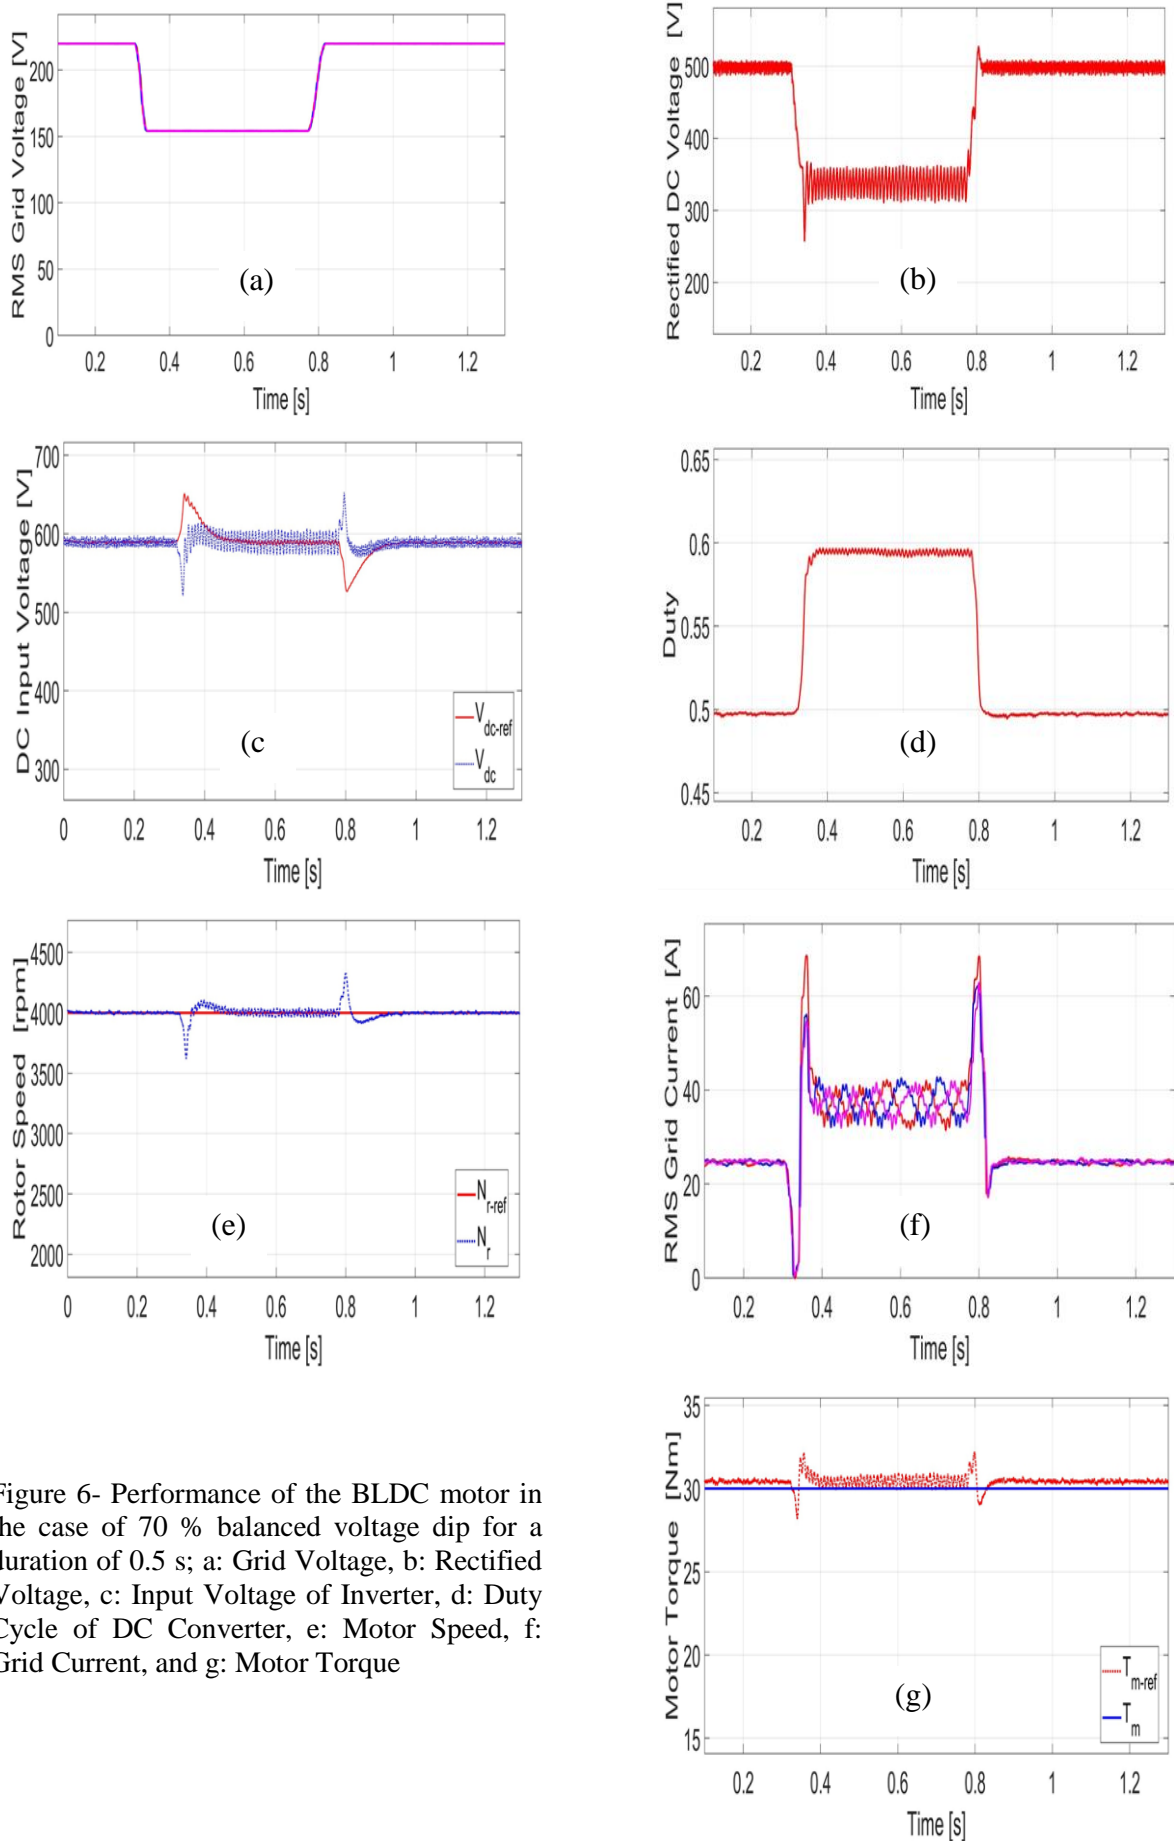 RMS Grid Voltage [V]
200
150
100
50
0
(a)
0.2 0.4 0.6 0.8 1 1.2
Time [s]
Rectified DC Voltage [V]
500
400
300
200
(b)
0.2 0.4 0.6 0.8 1 1.2
Time [s]
DC Input Voltage [V]
700
600
500
400
300
(c
V dc-ref
V dc
0 0.2 0.4 0.6 0.8 1 1.2
Time [s]
Duty
0.65
0.6
0.55
0.5
0.45
(d)
0.2 0.4 0.6 0.8 1 1.2
Time [s]
Rotor Speed [rpm]
4500
4000
3500
3000
2500
2000
(e)
N r-ref
N r
0 0.2 0.4 0.6 0.8 1 1.2
Time [s]
RMS Grid Current [A]
60
40
20
0
(f)
0.2 0.4 0.6 0.8 1 1.2
Time [s]
Motor Torque [Nm]
35
30
25
20
15
(g)
T m-ref
T m
0.2 0.4 0.6 0.8 1 1.2
Time [s]
Figure 6- Performance of the BLDC motor in
the case of 70 % balanced voltage dip for a
duration of 0.5 s; a: Grid Voltage, b: Rectified
Voltage, c: Input Voltage of Inverter, d: Duty
Cycle of DC Converter, e: Motor Speed, f:
Grid Current, and g: Motor Torque